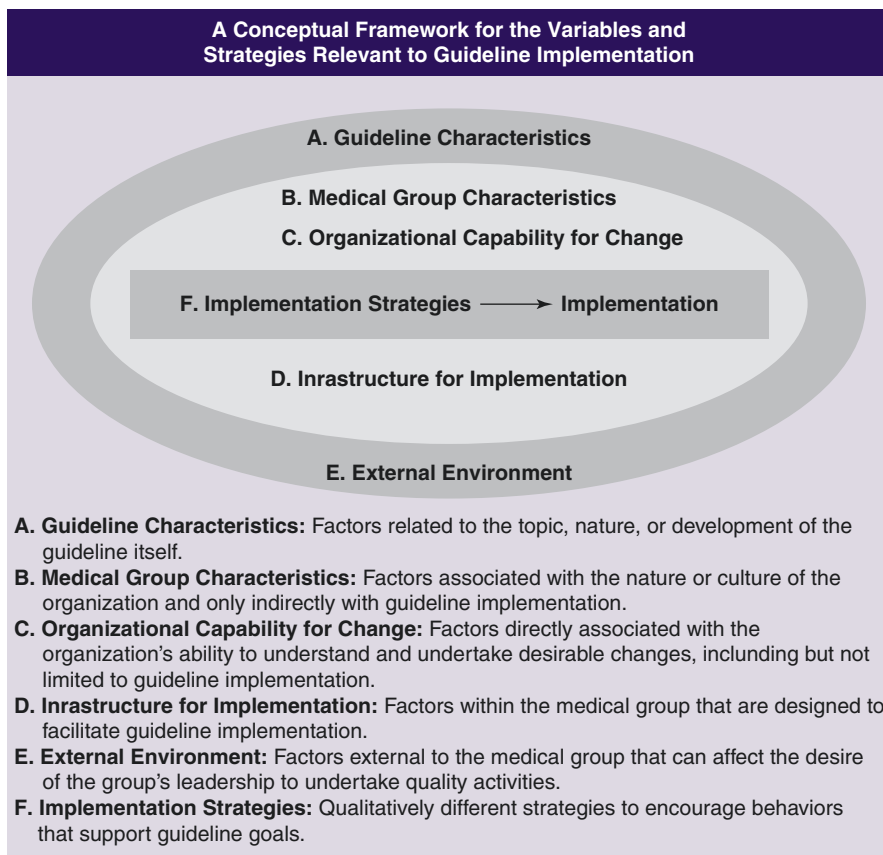 A Conceptual Framework for the Variables and
Strategies Relevant to Guideline Implementation
A. Guideline Characteristics
B. Medical Group Characteristics
C. Organizational Capability for Change
F. Implementation Strategies ⟶ Implementation
D. Inrastructure for Implementation
E. External Environment
A. Guideline Characteristics: Factors related to the topic, nature, or development of the
guideline itself.
B. Medical Group Characteristics: Factors associated with the nature or culture of the
organization and only indirectly with guideline implementation.
C. Organizational Capability for Change: Factors directly associated with the
organization’s ability to understand and undertake desirable changes, inclunding but not
limited to guideline implementation.
D. Inrastructure for Implementation: Factors within the medical group that are designed to
facilitate guideline implementation.
E. External Environment: Factors external to the medical group that can affect the desire
of the group’s leadership to undertake quality activities.
F. Implementation Strategies: Qualitatively different strategies to encourage behaviors
that support guideline goals.